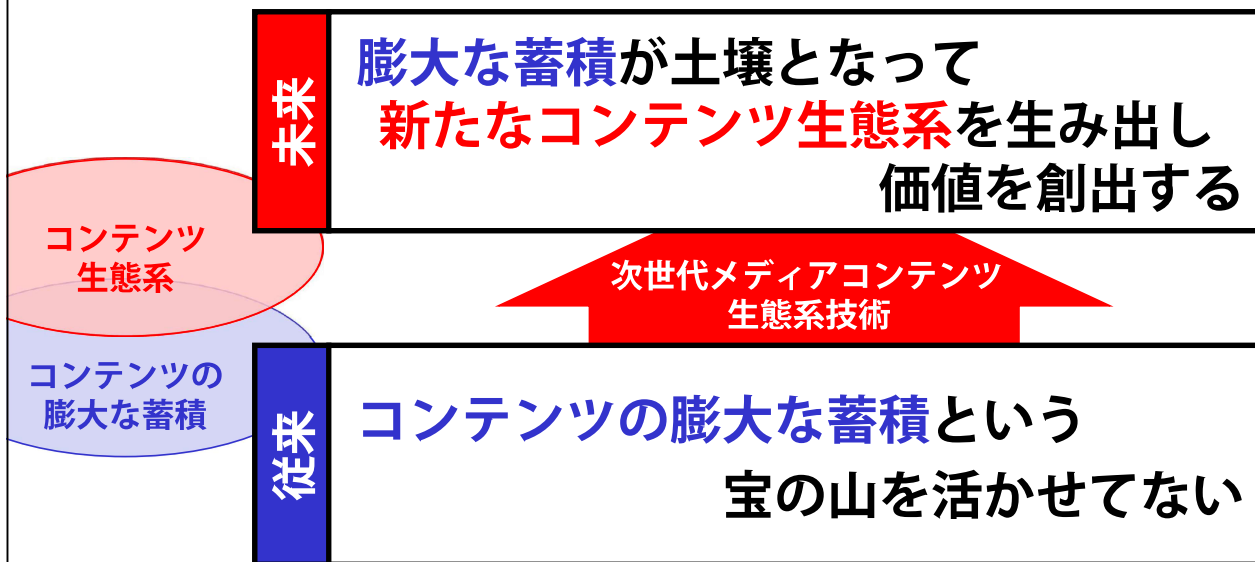 未来
膨大な蓄積が土壌となって
新たなコンテンツ生態系を生み出し
価値を創出する
コンテンツ
生態系
次世代メディアコンテンツ
生態系技術
コンテンツの
膨大な蓄積
従来
コンテンツの膨大な蓄積という
宝の山を活かせてない